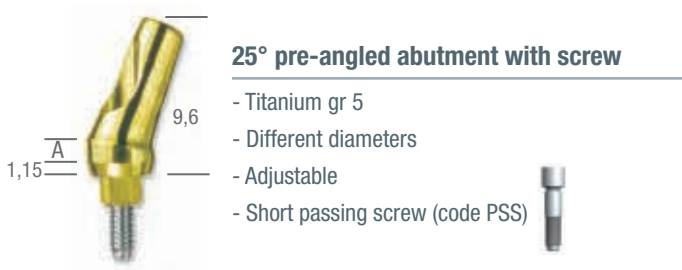 25° pre-angled abutment with screw
- Titanium gr 5
9,6
- Different diameters
A
1,15
- Adjustable
- Short passing screw (code PSS)